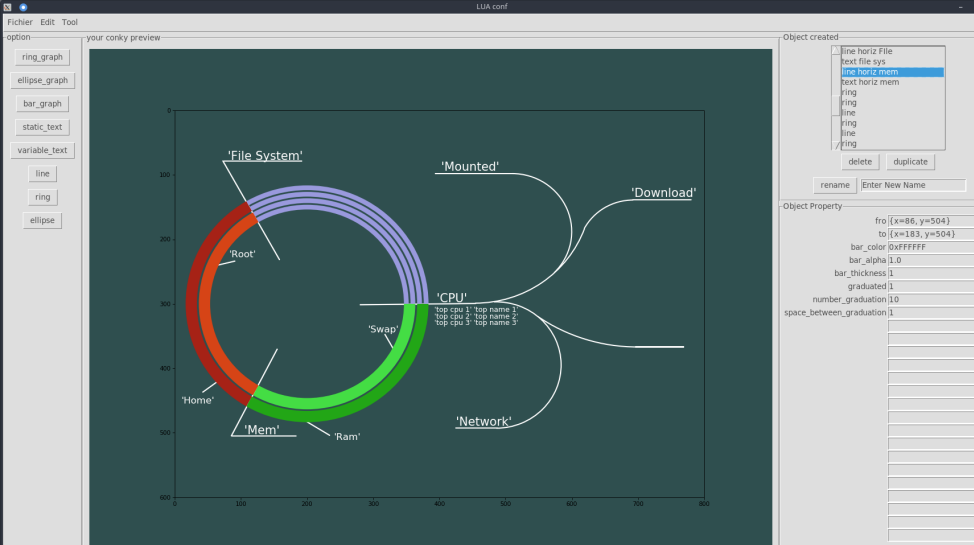 LUA conf
Fichier Edit Tool
option
ring_graph
ellipse_graph
bar_graph
static_text
variable_text
line
ring
ellipse
your conky preview
0
100
200
300
400
500
600
0 100 200 300 400 500 600 700 800
'File System'
'Mounted'
'Download'
'Root'
'CPU'
'top cpu 1' 'top name 1'
'top cpu 2' 'top name 2'
'top cpu 3' 'top name 3'
'Swap'
'Home'
'Mem'
'Ram'
'Network'
Object created
line horiz FIle
text file sys
line horiz mem
text horiz mem
ring
ring
line
ring
line
ring
delete duplicate
rename Enter New Name
Object Property
fro {x=86, y=504}
to {x=183, y=504}
bar_color 0xFFFFFF
bar_alpha 1.0
bar_thickness 1
graduated 1
number_graduation 10
space_between_graduation 1